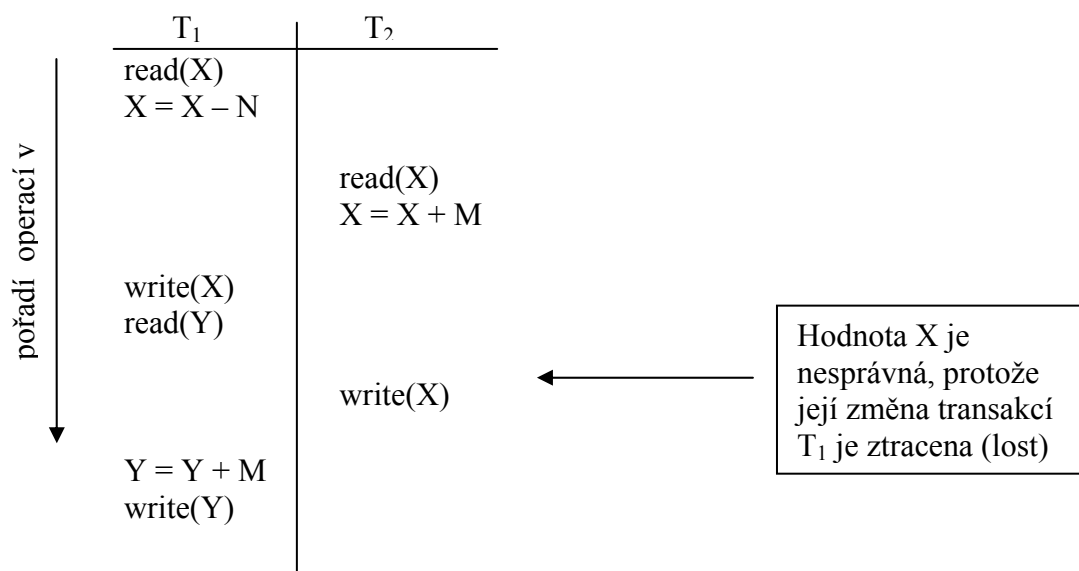 T₁ T₂
read(X)
X = X – N
read(X)
X = X + M
write(X)
read(Y)
write(X)
Y = Y + M
write(Y)
pořadí operací v
Hodnota X je
nesprávná, protože
její změna transakcí
T₁ je ztracena (lost)